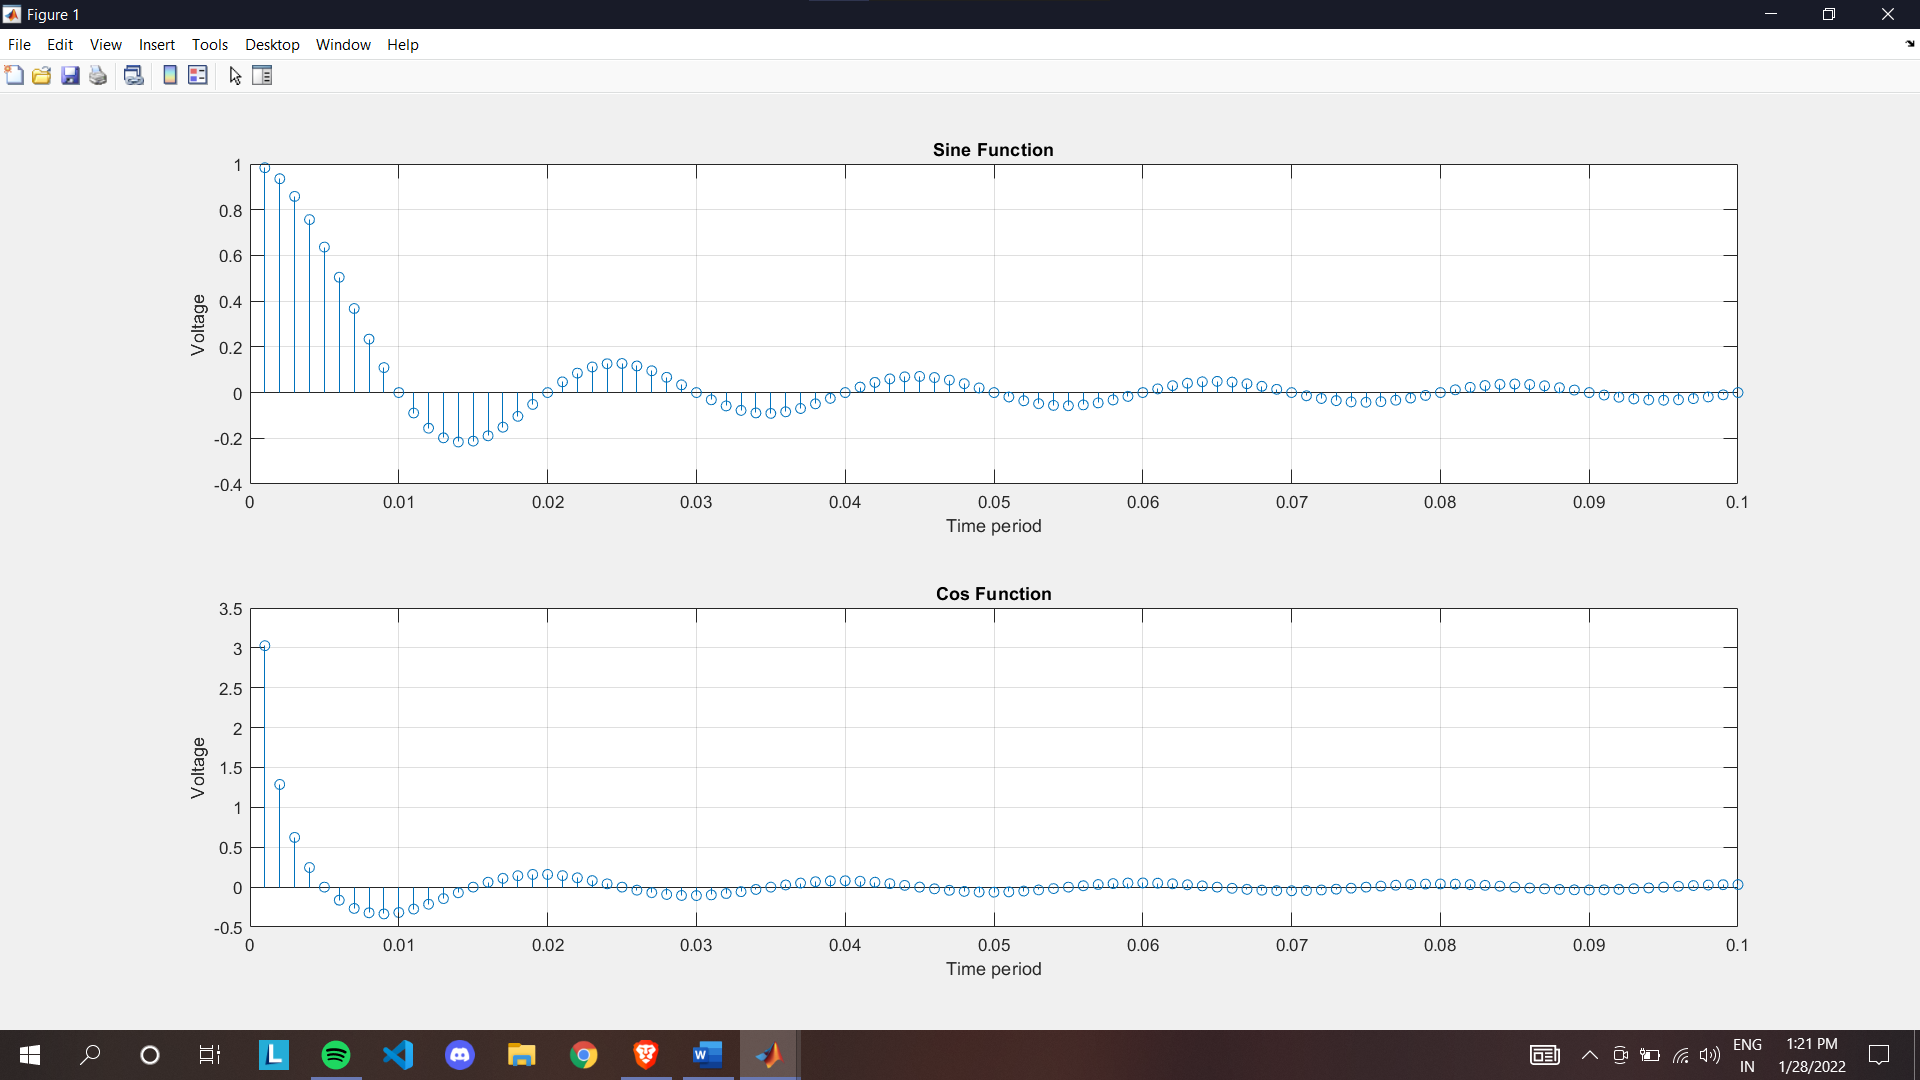 Figure 1
File Edit View Insert Tools Desktop Window Help
Sine Function
1
0.8
0.6
0.4
0.2
0
-0.2
-0.4
Voltage
0 0.01 0.02 0.03 0.04 0.05 0.06 0.07 0.08 0.09 0.1
Time period
Cos Function
3.5
3
2.5
2
1.5
1
0.5
0
-0.5
Voltage
0 0.01 0.02 0.03 0.04 0.05 0.06 0.07 0.08 0.09 0.1
Time period
L
W
ENG
IN
1:21 PM
1/28/2022